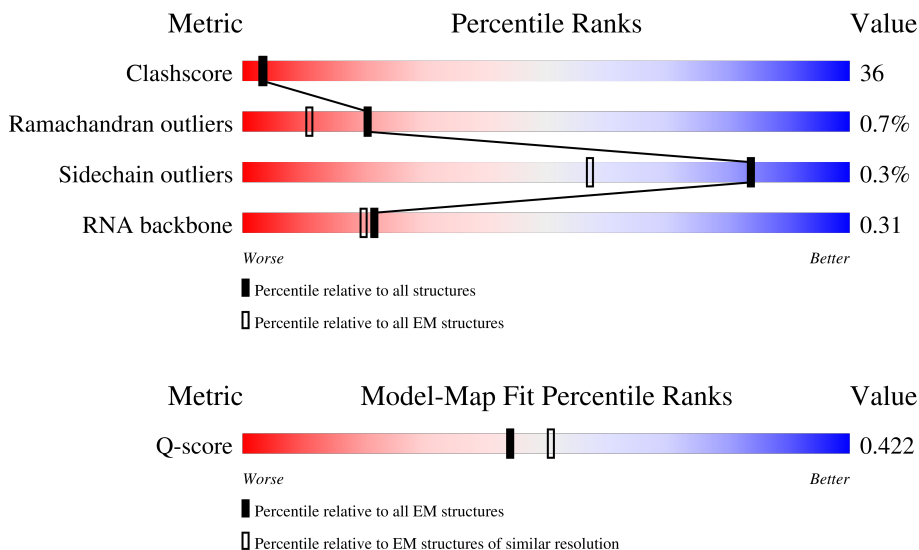 Metric Percentile Ranks Value
Clashscore 36
Ramachandran outliers 0.7%
Sidechain outliers 0.3%
RNA backbone 0.31
Worse Better
Percentile relative to all structures
Percentile relative to all EM structures
Metric Model-Map Fit Percentile Ranks Value
Q-score 0.422
Worse Better
Percentile relative to all EM structures
Percentile relative to EM structures of similar resolution